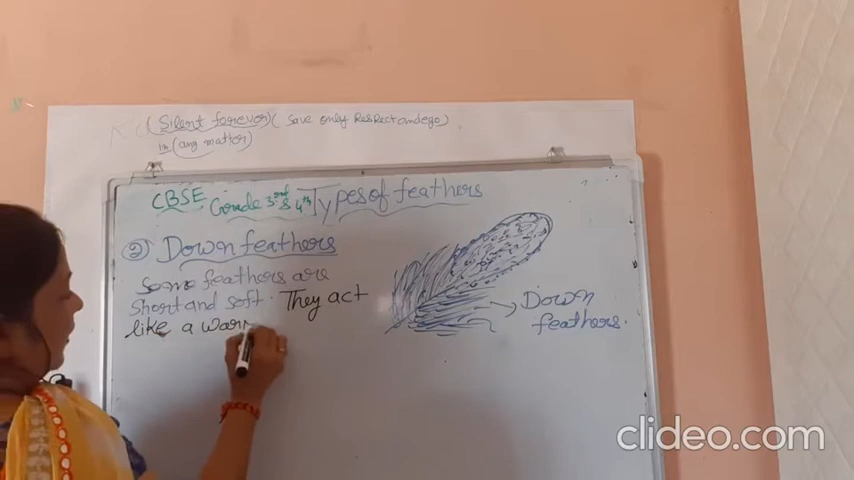 (Silent forever) (Save only Respect and ego)
in (any matter)
CBSE Grade 3rd & 4th Types of feathers
② Down feathers
Some feathers are
short and soft. They act
like a warm
Down
feathers.
clideo.com